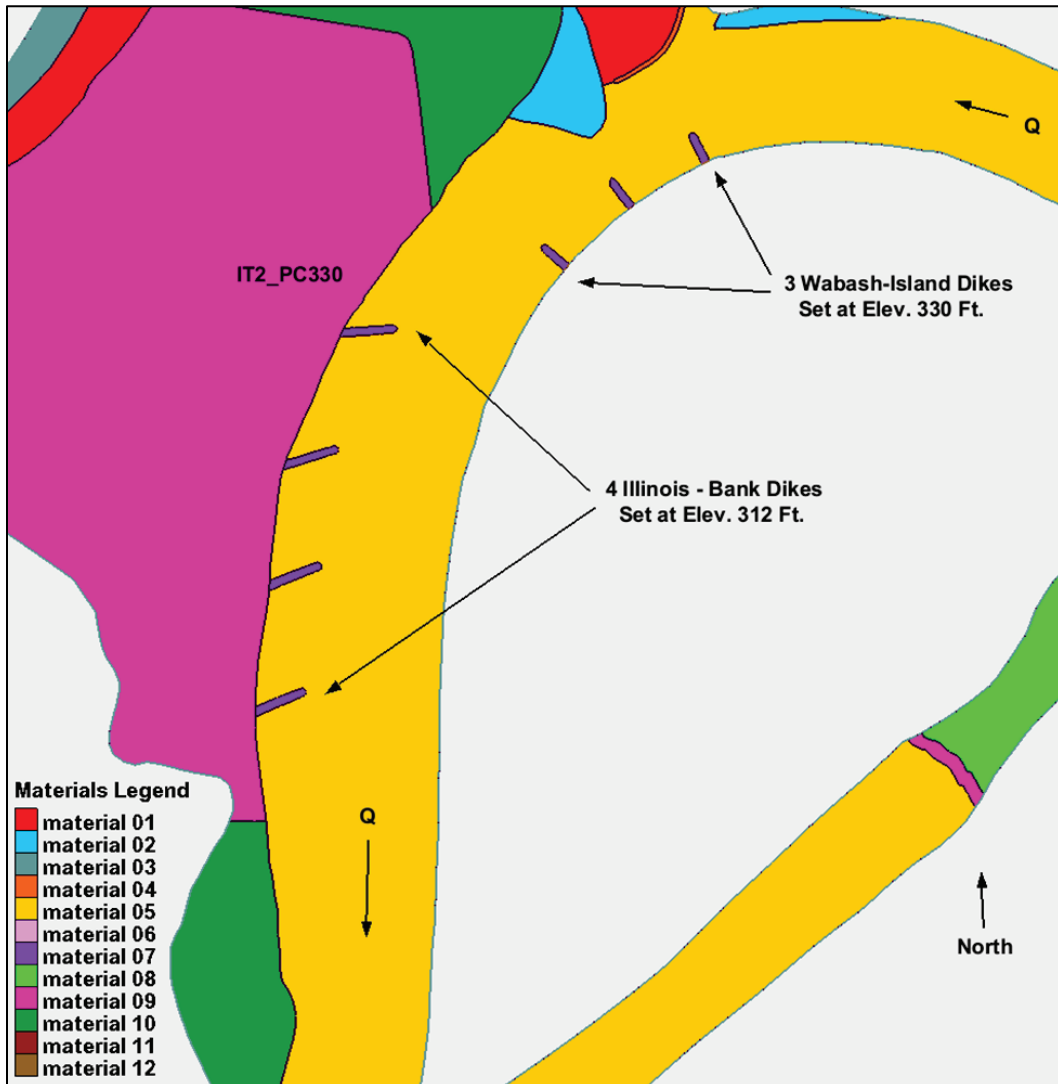 Q
IT2_PC330
3 Wabash-Island Dikes
Set at Elev. 330 Ft.
4 Illinois - Bank Dikes
Set at Elev. 312 Ft.
Materials Legend
material 01
material 02
material 03
material 04
material 05
material 06
material 07
material 08
material 09
material 10
material 11
material 12
Q
North